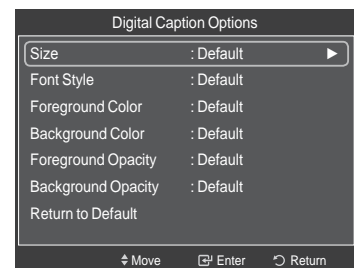 Digital Caption Options
Size : Default ►
Font Style : Default
Foreground Color : Default
Background Color : Default
Foreground Opacity : Default
Background Opacity : Default
Return to Default
Move Enter Return